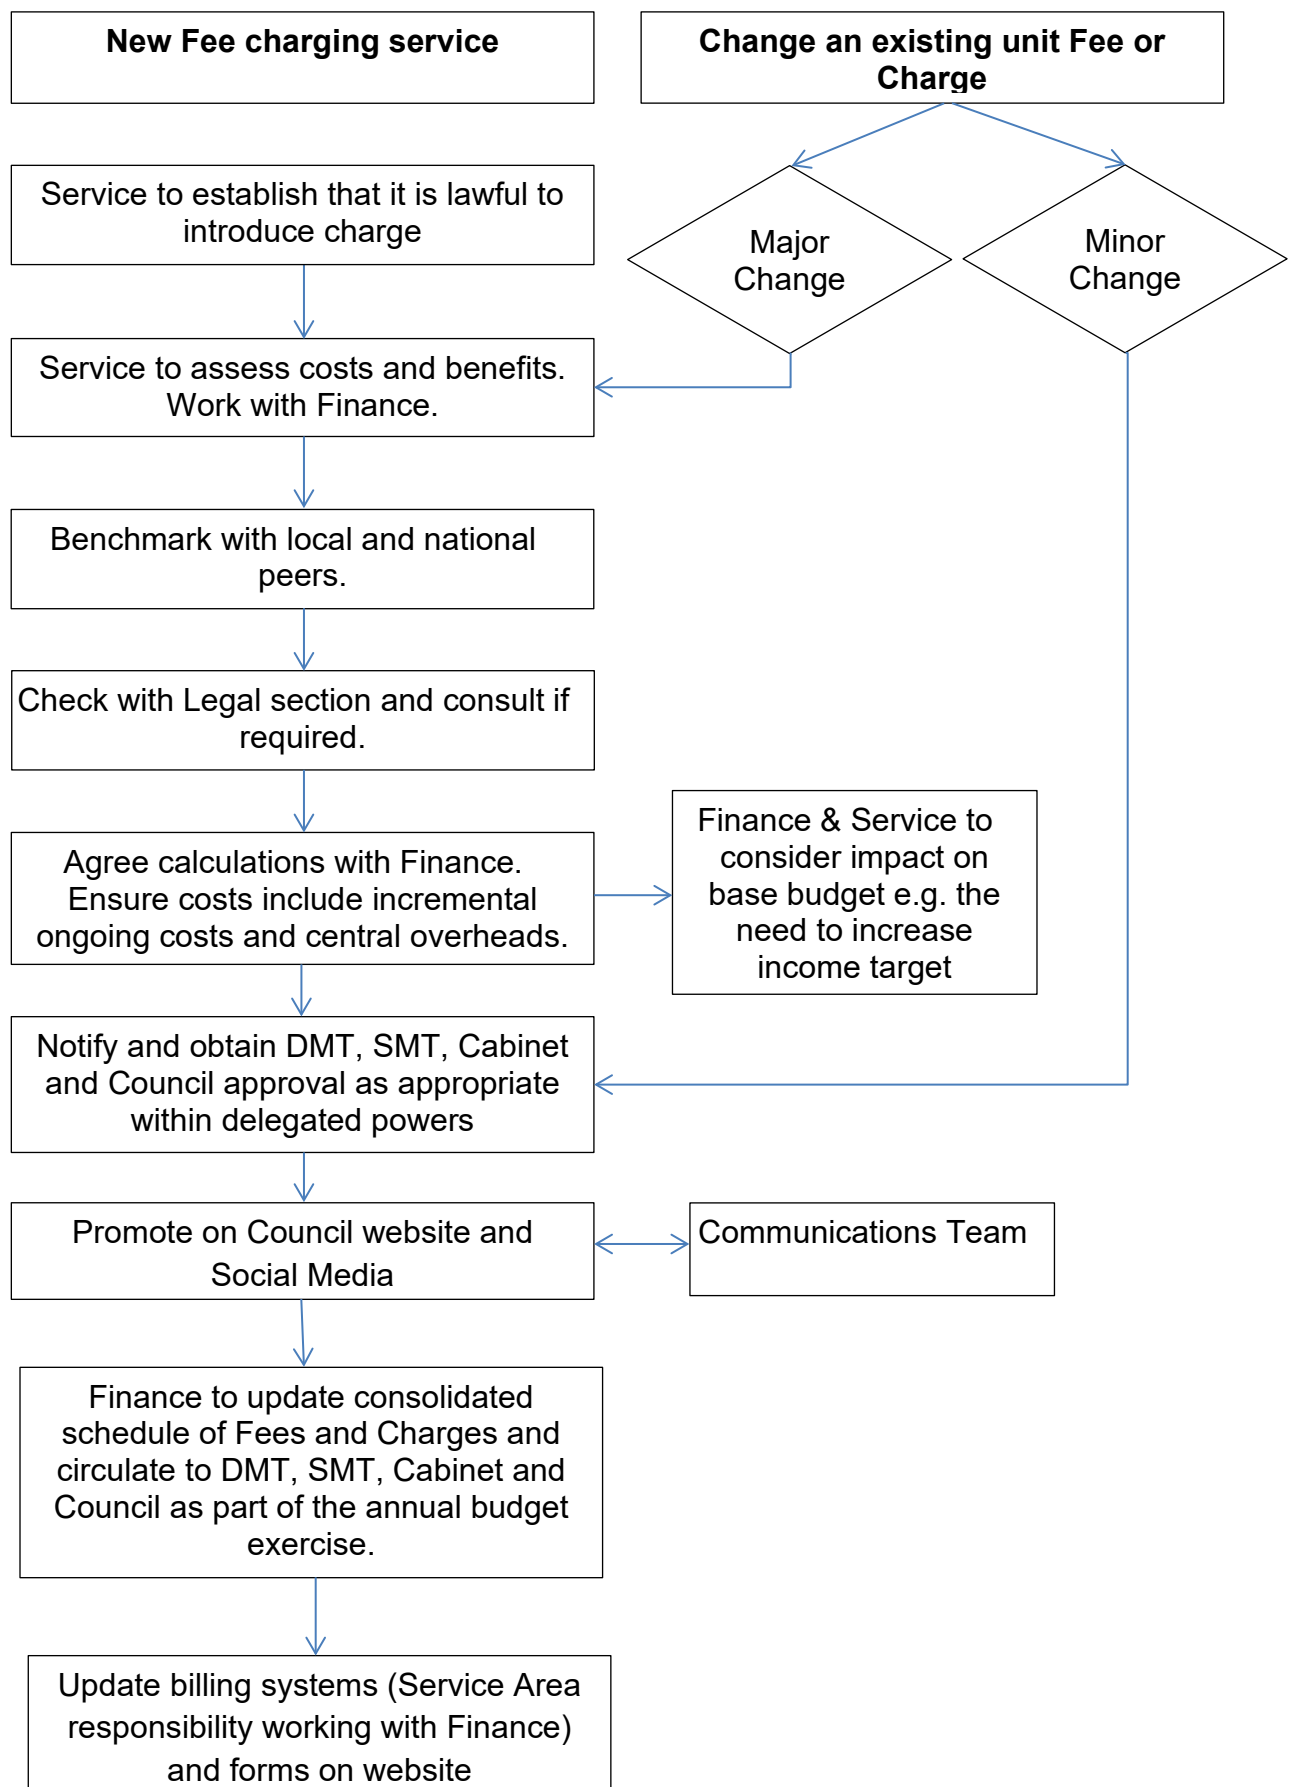 New Fee charging service
Change an existing unit Fee or
Charge
Service to establish that it is lawful to
introduce charge
Major
Change
Minor
Change
Service to assess costs and benefits.
Work with Finance.
Benchmark with local and national
peers.
Check with Legal section and consult if
required.
Agree calculations with Finance.
Ensure costs include incremental
ongoing costs and central overheads.
Finance & Service to
consider impact on
base budget e.g. the
need to increase
income target
Notify and obtain DMT, SMT, Cabinet
and Council approval as appropriate
within delegated powers
Promote on Council website and
Social Media
Communications Team
Finance to update consolidated
schedule of Fees and Charges and
circulate to DMT, SMT, Cabinet and
Council as part of the annual budget
exercise.
Update billing systems (Service Area
responsibility working with Finance)
and forms on website